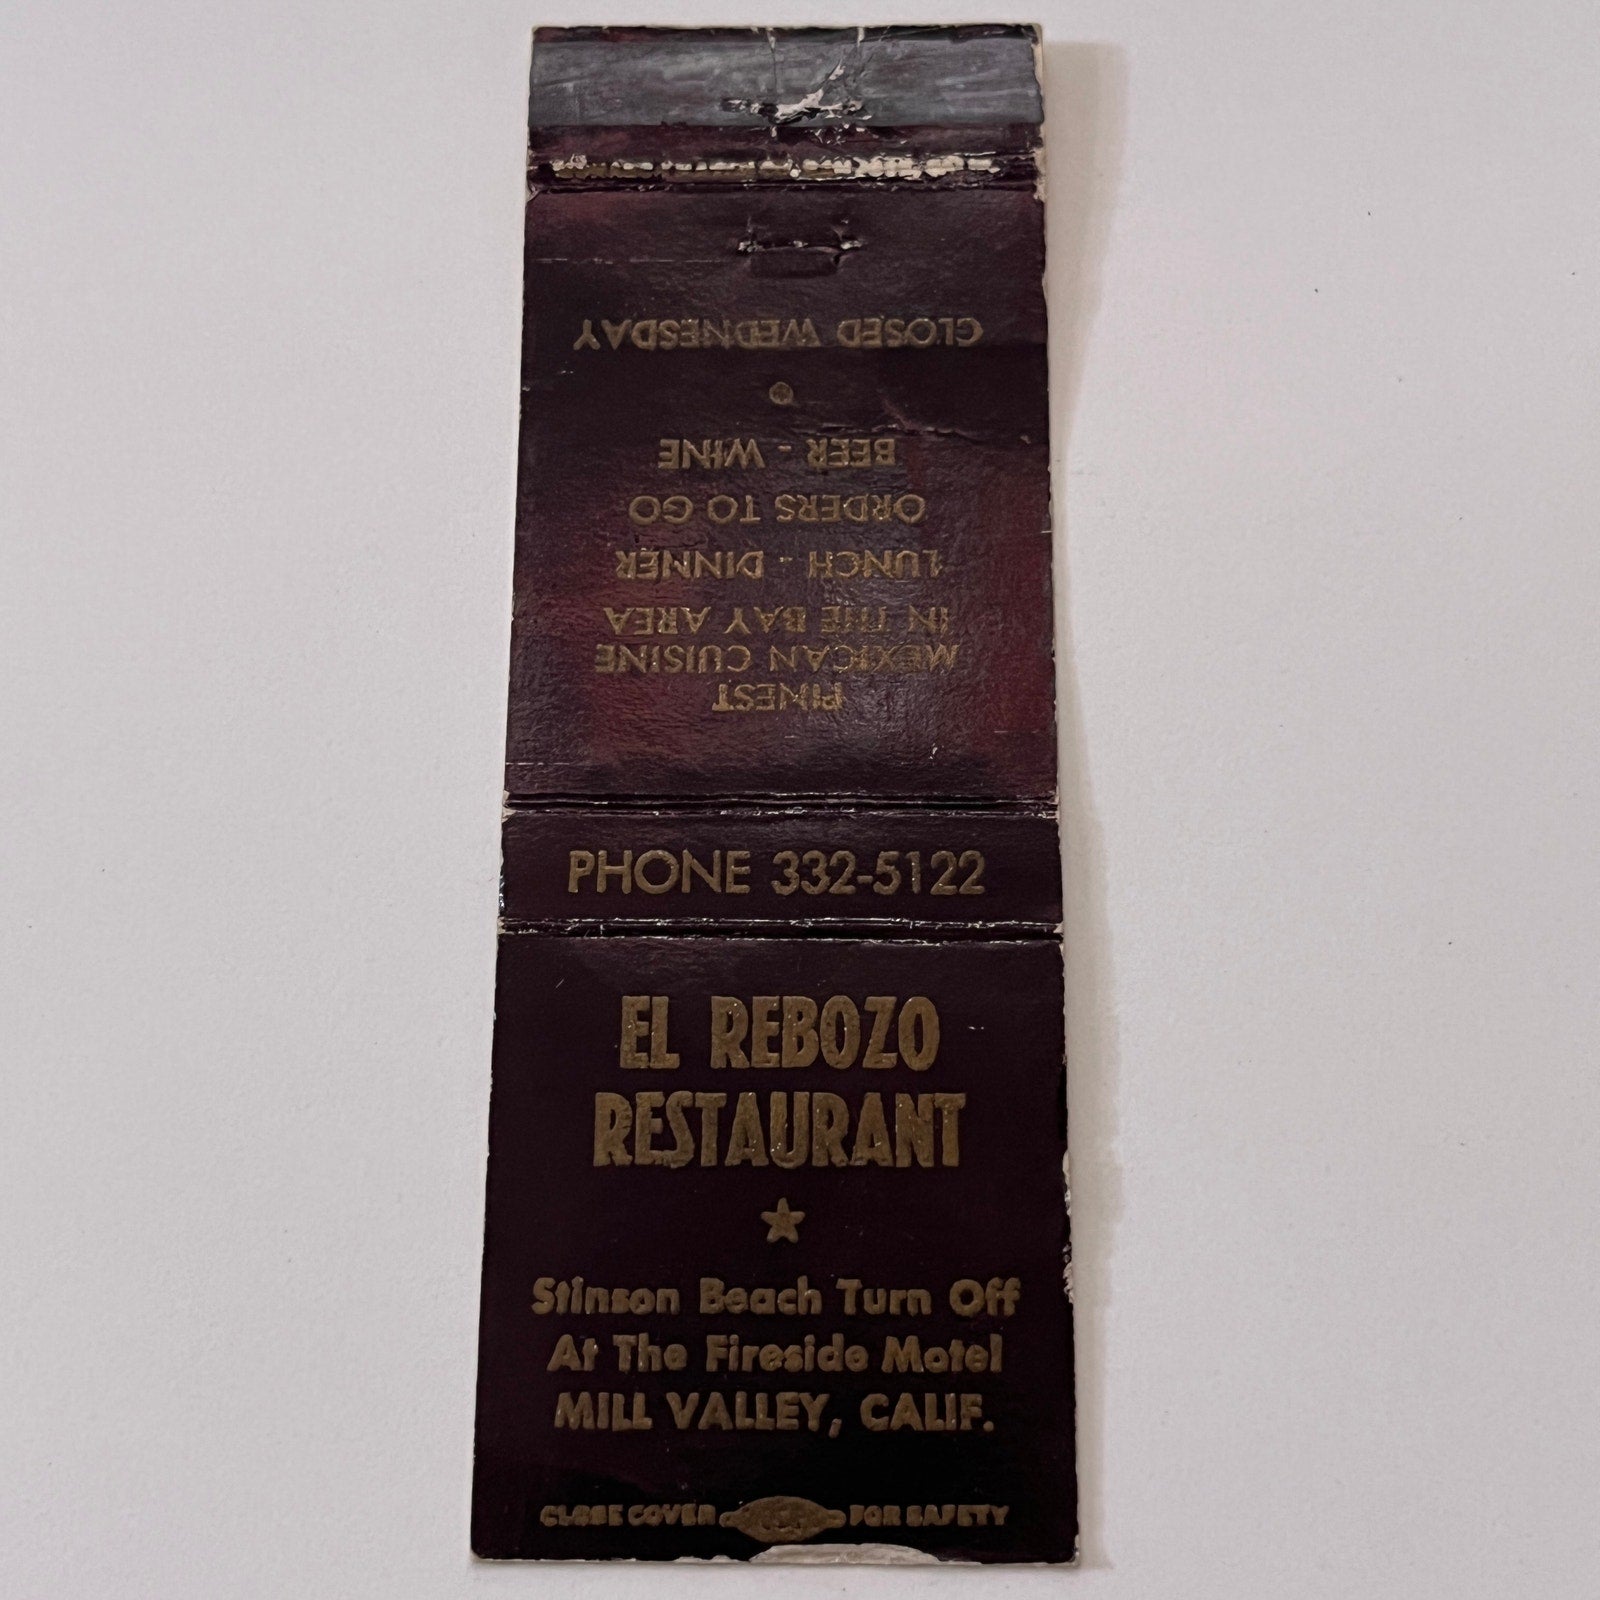 CLOSED WEDNESDAY
BEER - WINE
ORDERS TO GO
LUNCH - DINNER
IN THE BAY AREA
MEXICAN CUISINE
FINEST
PHONE 332-5122
EL REBOZO
RESTAURANT
Stinson Beach Turn Off
At The Fireside Motel
MILL VALLEY, CALIF.
CLOSE COVER FOR SAFETY